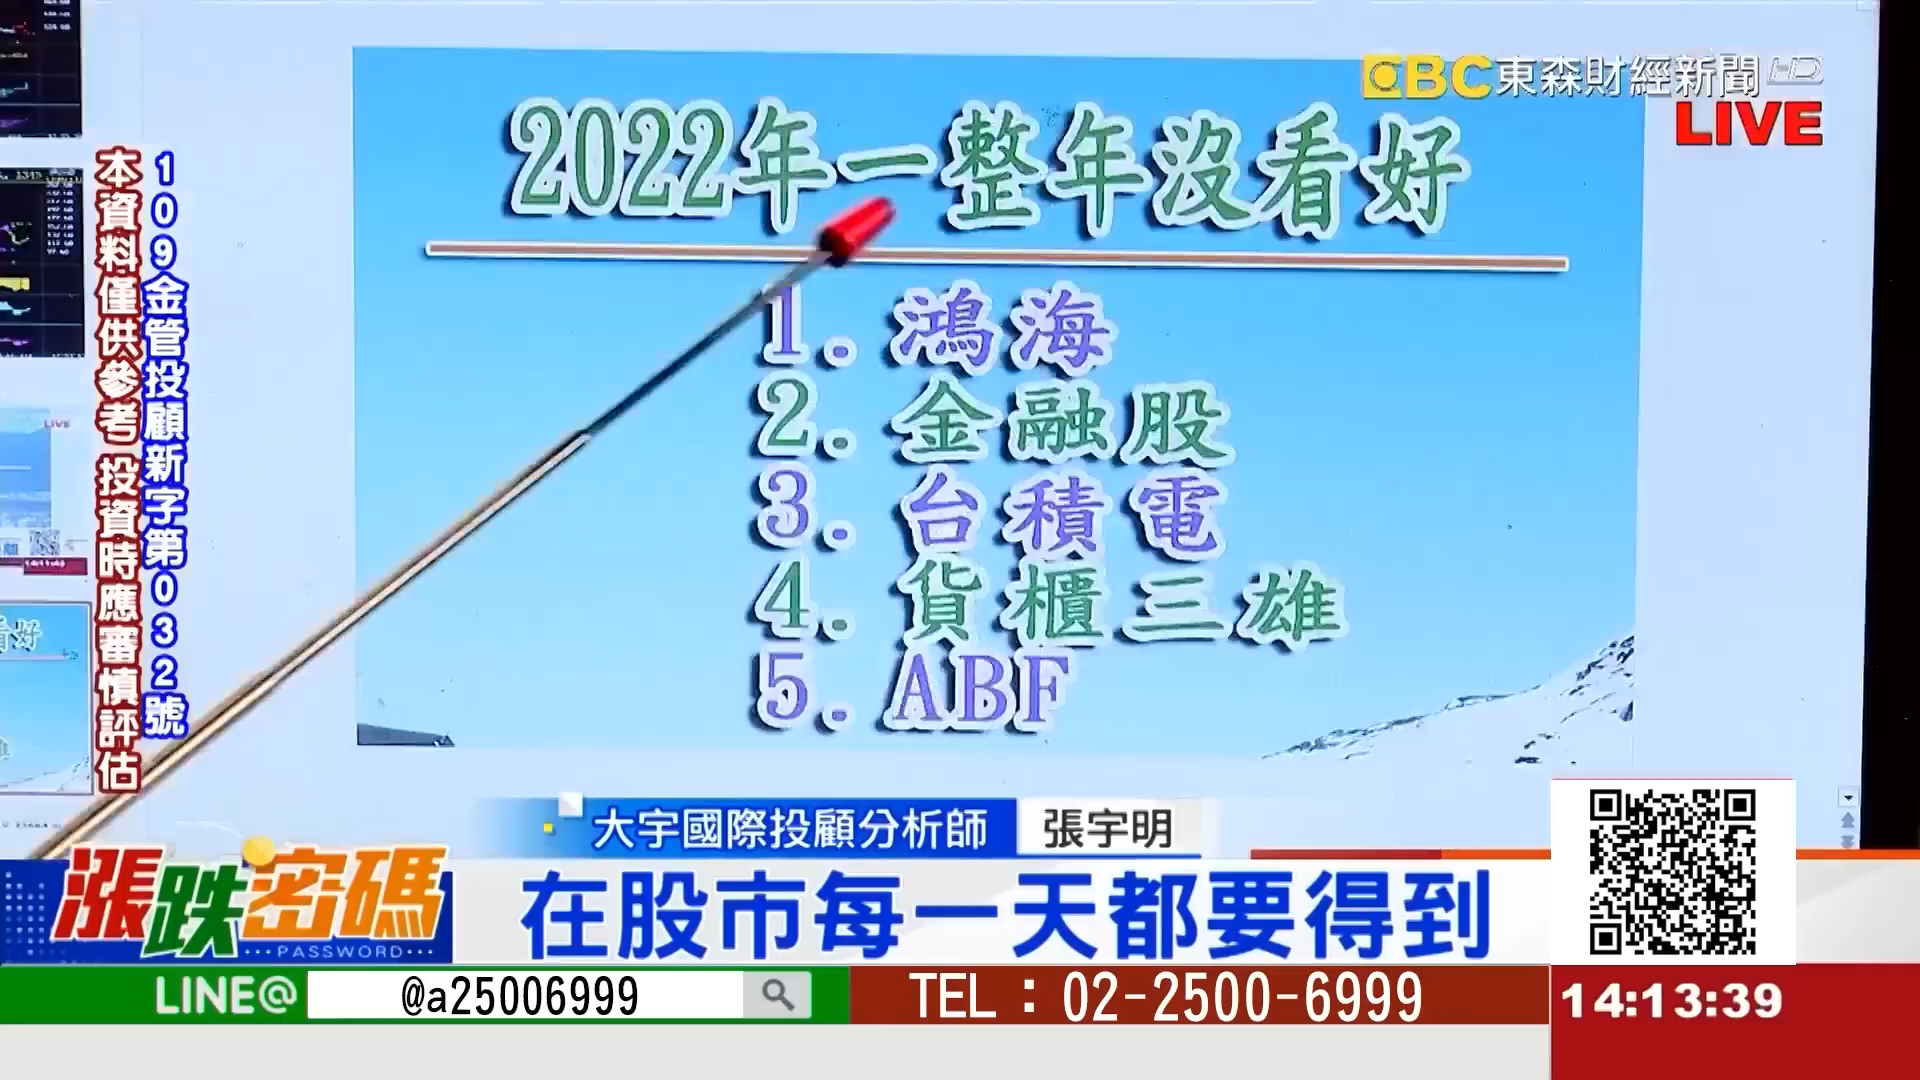 EBC東森財經新聞HD
LIVE
2022年一整年沒看好
1.鴻海
2.金融股
3.台積電
4.貨櫃三雄
5.ABF
109金管投顧新字第032號
本資料僅供參考 投資時應審慎評估
大宇國際投顧分析師 張宇明
漲跌密碼
PASSWORD
在股市每一天都要得到
LINE@ @a25006999
TEL：02-2500-6999
14:13:39